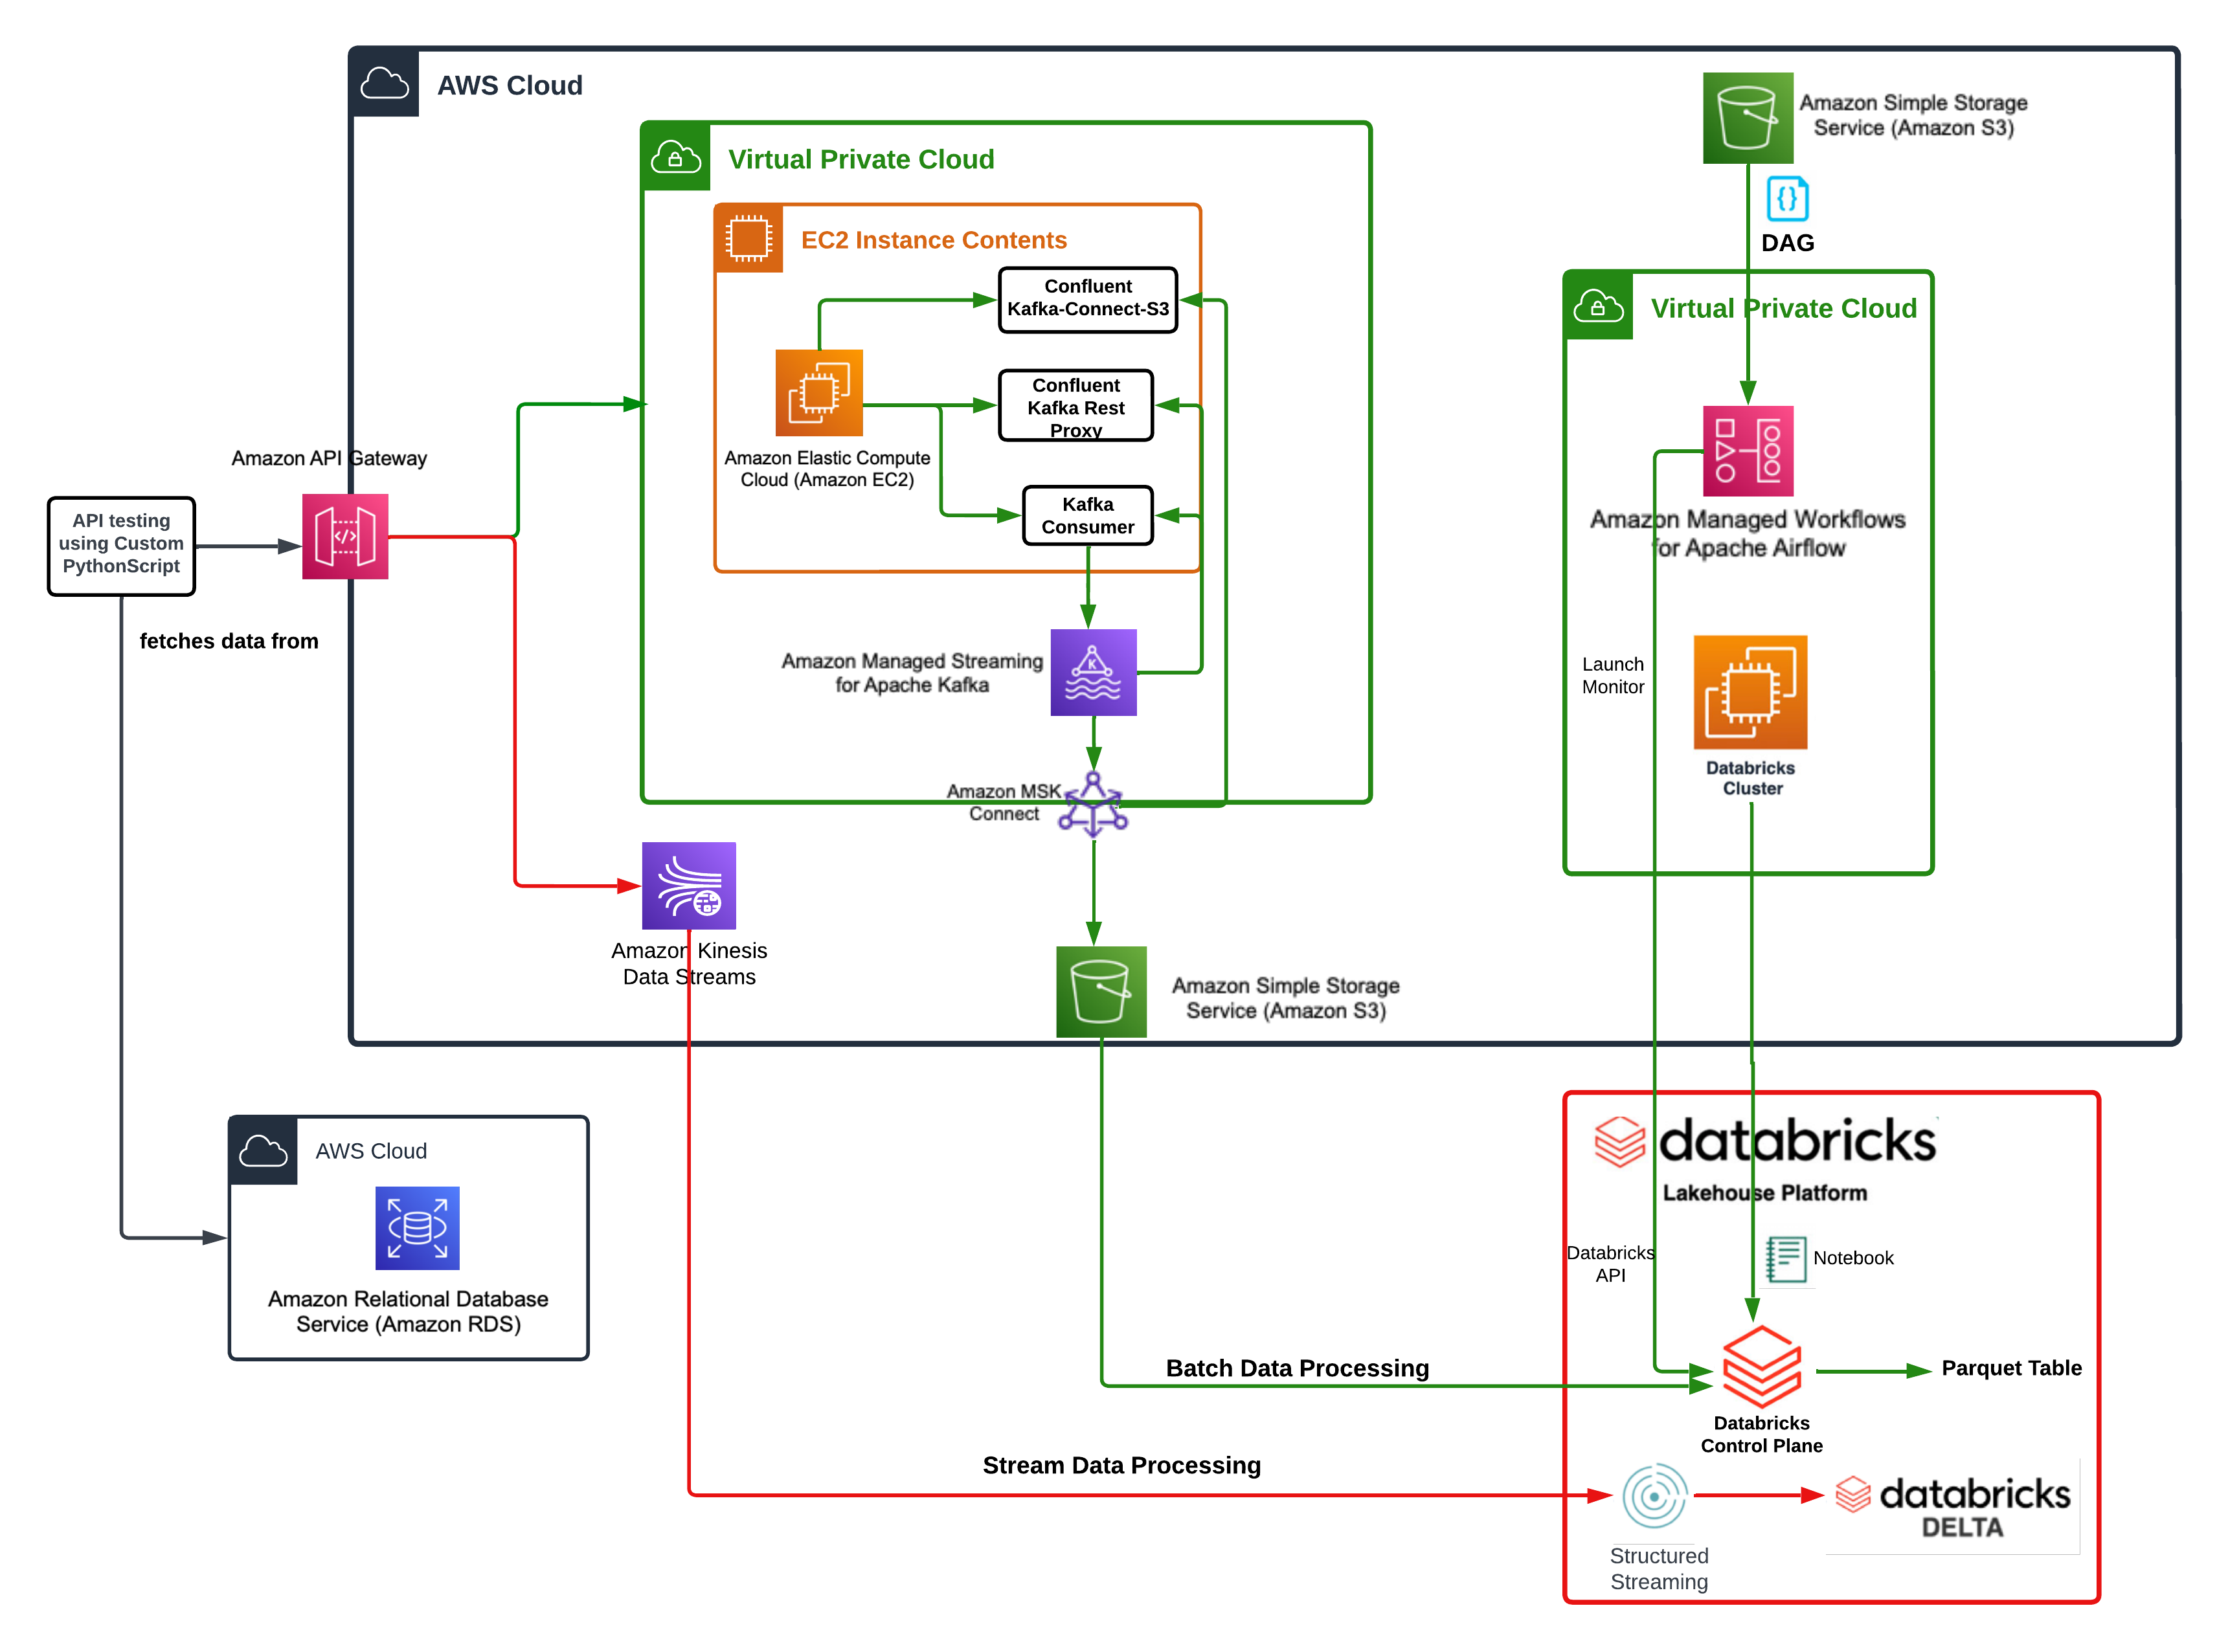 AWS Cloud
Amazon Simple Storage
Service (Amazon S3)
Virtual Private Cloud
DAG
EC2 Instance Contents
Confluent
Kafka-Connect-S3
Virtual Private Cloud
Confluent
Kafka Rest
Proxy
Amazon Elastic Compute
Cloud (Amazon EC2)
Kafka
Consumer
Amazon API Gateway
</>
API testing
using Custom
PythonScript
Amazon Managed Workflows
for Apache Airflow
fetches data from
K
Amazon Managed Streaming
for Apache Kafka
Launch
Monitor
Databricks
Cluster
Amazon MSK
Connect
Amazon Kinesis
Data Streams
Amazon Simple Storage
Service (Amazon S3)
AWS Cloud
Amazon Relational Database
Service (Amazon RDS)
databricks
Lakehouse Platform
Databricks
API
Notebook
Batch Data Processing
Parquet Table
Databricks
Control Plane
Stream Data Processing
databricks
DELTA
Structured
Streaming